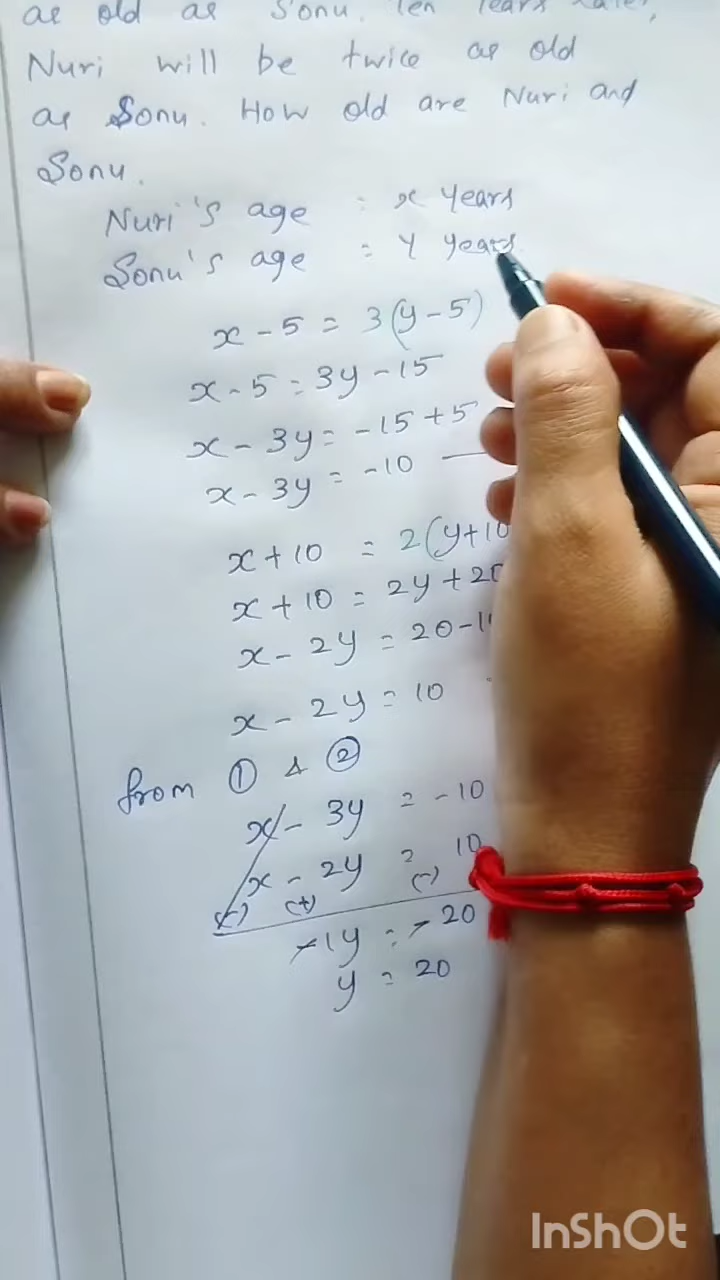 as old as Sonu. Ten Years later,
Nuri will be twice as old
as Sonu. How old are Nuri and
Sonu.
Nuri's age = x Years
Sonu's age = y years
x - 5 = 3(y - 5)
x - 5 = 3y - 15
x - 3y = -15 + 5
x - 3y = -10
x + 10 = 2(y+10
x + 10 = 2y + 20
x - 2y = 20 - 1
x - 2y = 10
from ① & ②
x - 3y = -10
x - 2y = 10
(-) (+) (-)
-1y = -20
y = 20
InShOt